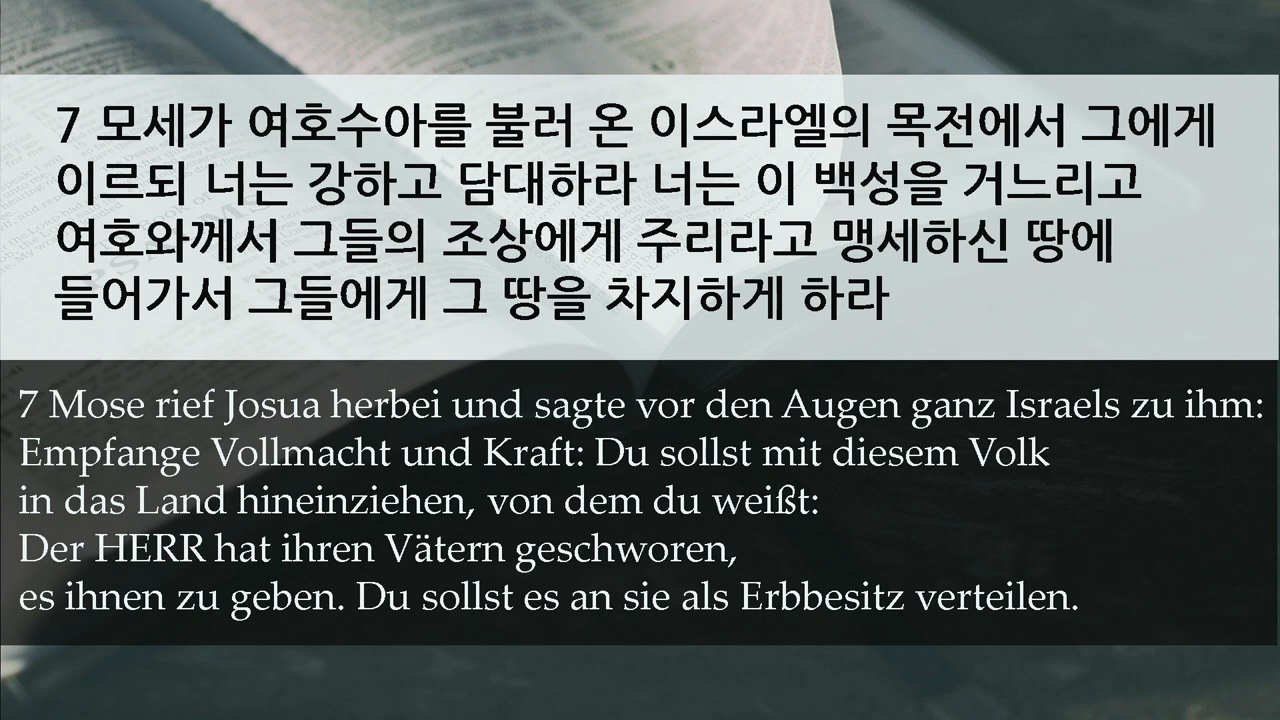 7 모세가 여호수아를 불러 온 이스라엘의 목전에서 그에게
이르되 너는 강하고 담대하라 너는 이 백성을 거느리고
여호와께서 그들의 조상에게 주리라고 맹세하신 땅에
들어가서 그들에게 그 땅을 차지하게 하라
7 Mose rief Josua herbei und sagte vor den Augen ganz Israels zu ihm:
Empfange Vollmacht und Kraft: Du sollst mit diesem Volk
in das Land hineinziehen, von dem du weißt:
Der HERR hat ihren Vätern geschworen,
es ihnen zu geben. Du sollst es an sie als Erbbesitz verteilen.